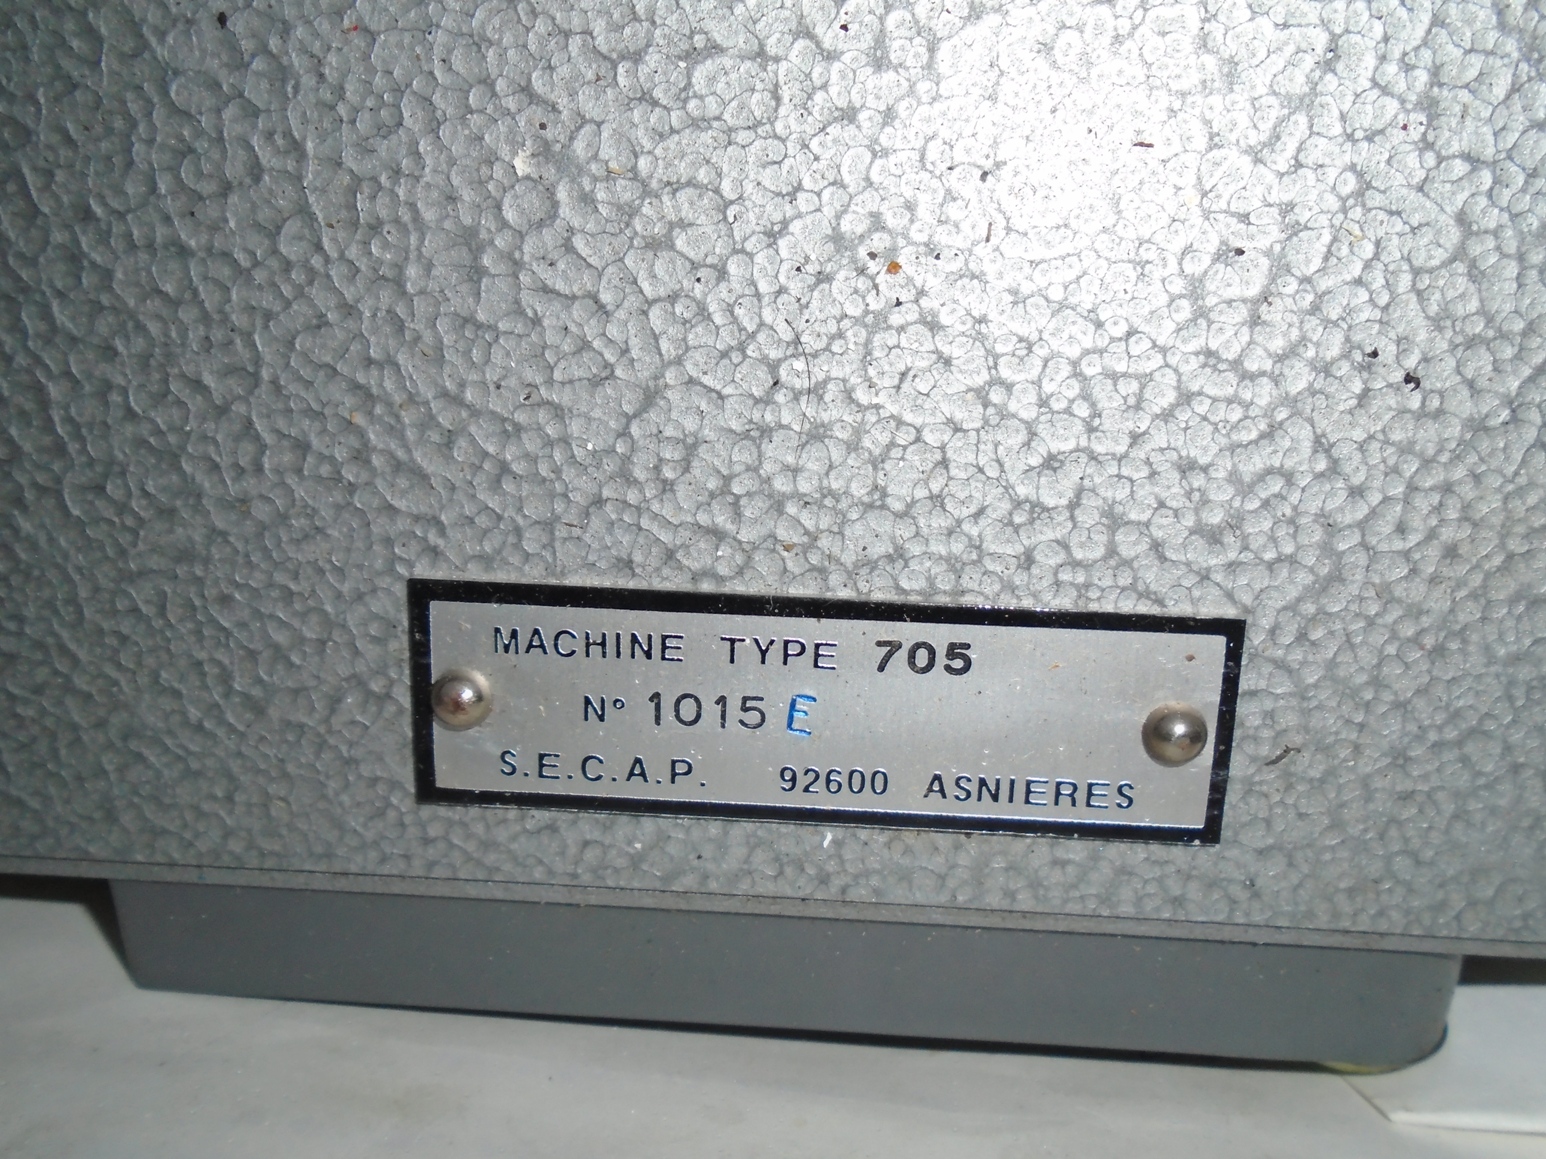 MACHINE TYPE 705
N° 1015 E
S.E.C.A.P. 92600 ASNIERES